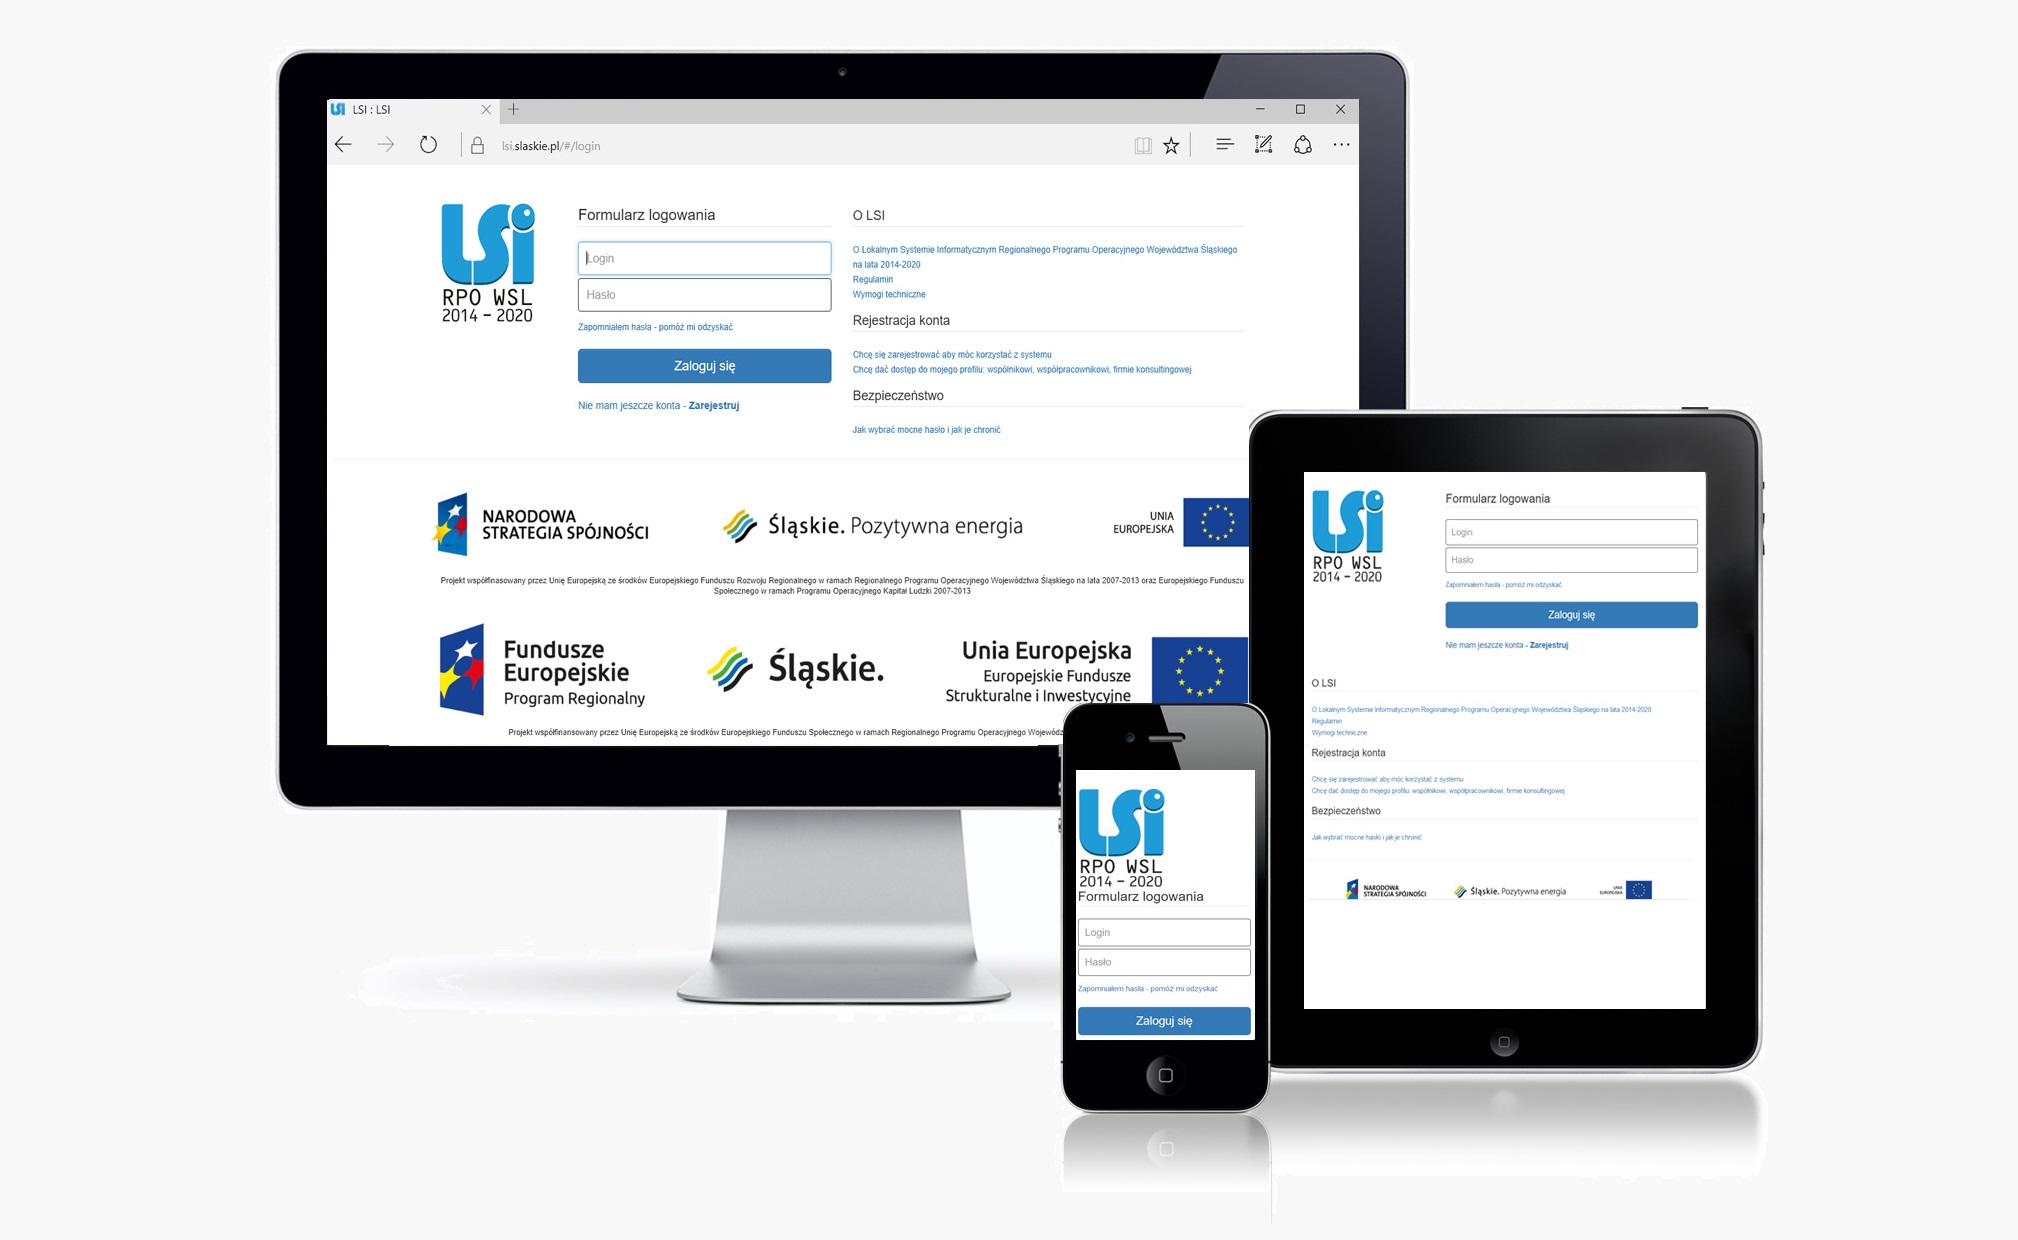 LSI : LSI
lsi.slaskie.pl/#/login
LSi
RPO WSL
2014 - 2020
Formularz logowania
Login
Hasło
Zapomniałem hasła - pomóż mi odzyskać
Zaloguj się
Nie mam jeszcze konta - Zarejestruj
O LSI
O Lokalnym Systemie Informatycznym Regionalnego Programu Operacyjnego Województwa Śląskiego
na lata 2014-2020
Regulamin
Wymogi techniczne
Rejestracja konta
Chcę się zarejestrować aby móc korzystać z systemu
Chcę dać dostęp do mojego profilu: wspólnikowi, współpracownikowi, firmie konsultingowej
Bezpieczeństwo
Jak wybrać mocne hasło i jak je chronić
NARODOWA
STRATEGIA SPÓJNOŚCI
Śląskie. Pozytywna energia
UNIA
EUROPEJSKA
Projekt współfinasowany przez Unię Europejską ze środków Europejskiego Funduszu Rozwoju Regionalnego w ramach Regionalnego Programu Operacyjnego Województwa Śląskiego na lata 2007-2013 oraz Europejskiego Funduszu
Społecznego w ramach Programu Operacyjnego Kapitał Ludzki 2007-2013
Fundusze
Europejskie
Program Regionalny
Śląskie.
Unia Europejska
Europejskie Fundusze
Strukturalne i Inwestycyjne
Projekt współfinasowany przez Unię Europejską ze środków Europejskiego Funduszu Społecznego w ramach Regionalnego Programu Operacyjnego
LSi
RPO WSL
2014 - 2020
Formularz logowania
Login
Hasło
Zapomniałem hasła - pomóż mi odzyskać
Zaloguj się
Nie mam jeszcze konta - Zarejestruj
O LSI
O Lokalnym Systemie Informatycznym Regionalnego Programu Operacyjnego Województwa Śląskiego na lata 2014-2020
Regulamin
Wymogi techniczne
Rejestracja konta
Chcę się zarejestrować aby móc korzystać z systemu
Chcę dać dostęp do mojego profilu: wspólnikowi, współpracownikowi, firmie konsultingowej
Bezpieczeństwo
Jak wybrać mocne hasło i jak je chronić
NARODOWA
STRATEGIA SPÓJNOŚCI
Śląskie. Pozytywna energia
UNIA
EUROPEJSKA
LSi
RPO WSL
2014 - 2020
Formularz logowania
Login
Hasło
Zapomniałem hasła - pomóż mi odzyskać
Zaloguj się